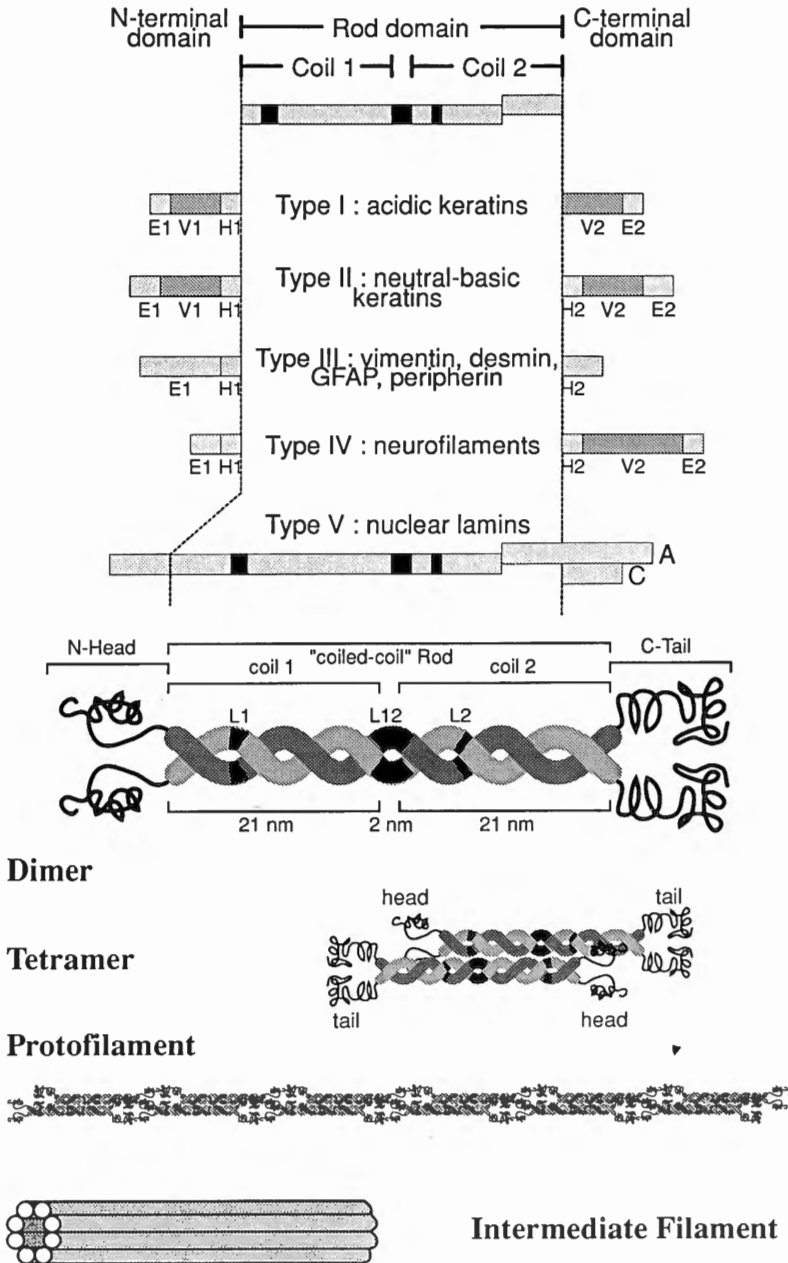 N-terminal domain
Rod domain
C-terminal domain
Coil 1
Coil 2
Type I : acidic keratins
E1 V1 H1
V2 E2
Type II : neutral-basic
keratins
E1 V1 H1
H2 V2 E2
Type III : vimentin, desmin,
GFAP, peripherin
E1 H1
H2
Type IV : neurofilaments
E1 H1
H2 V2 E2
Type V : nuclear lamins
A
C
N-Head
"coiled-coil" Rod
C-Tail
coil 1
coil 2
L1
L12
L2
21 nm
2 nm
21 nm
Dimer
head
tail
Tetramer
tail
head
Protofilament
Intermediate Filament